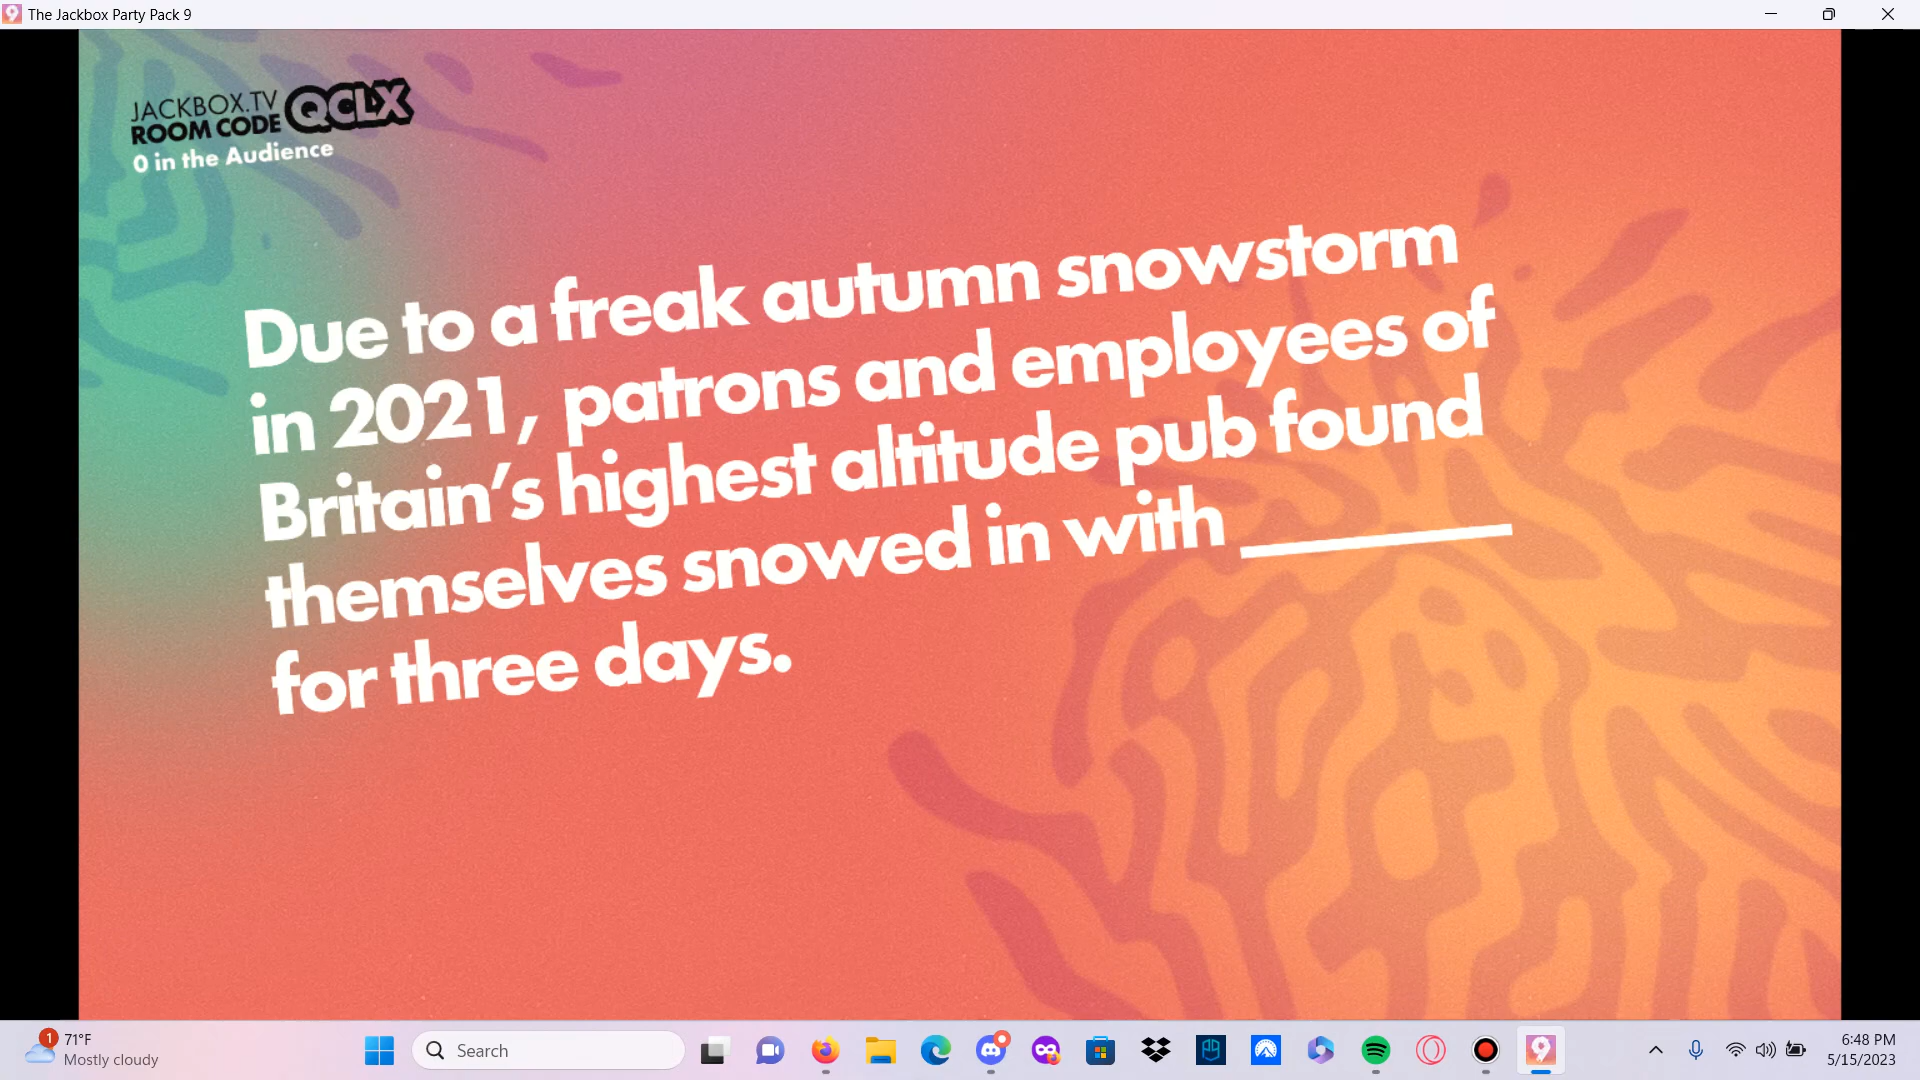 The Jackbox Party Pack 9
JACKBOX.TV
ROOM CODE QCLX
0 in the Audience
Due to a freak autumn snowstorm
in 2021, patrons and employees of
Britain's highest altitude pub found
themselves snowed in with ________
for three days.
1
71°F
Mostly cloudy
Search
6:48 PM
5/15/2023